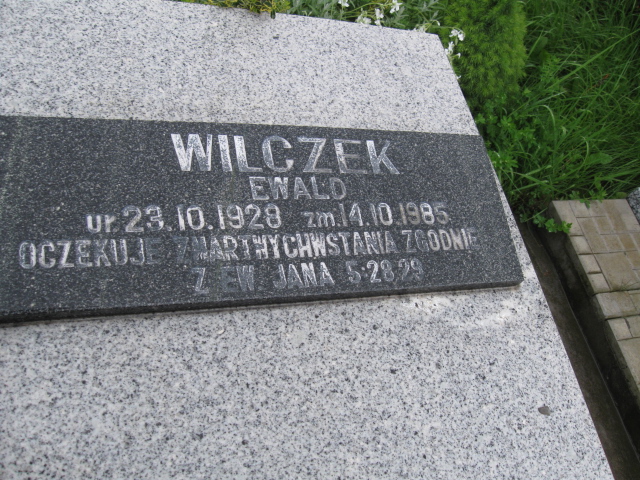 WILCZEK
EWALD
ur. 23.10.1928 zm. 14.10.1985
OCZEKUJE ZMARTWYCHWSTANIA ZGODNIE
Z EW JANA 5-28,29